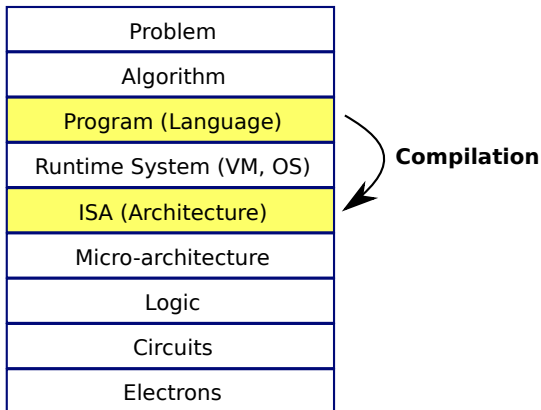 Problem
Algorithm
Program (Language)
Runtime System (VM, OS)
Compilation
ISA (Architecture)
Micro-architecture
Logic
Circuits
Electrons